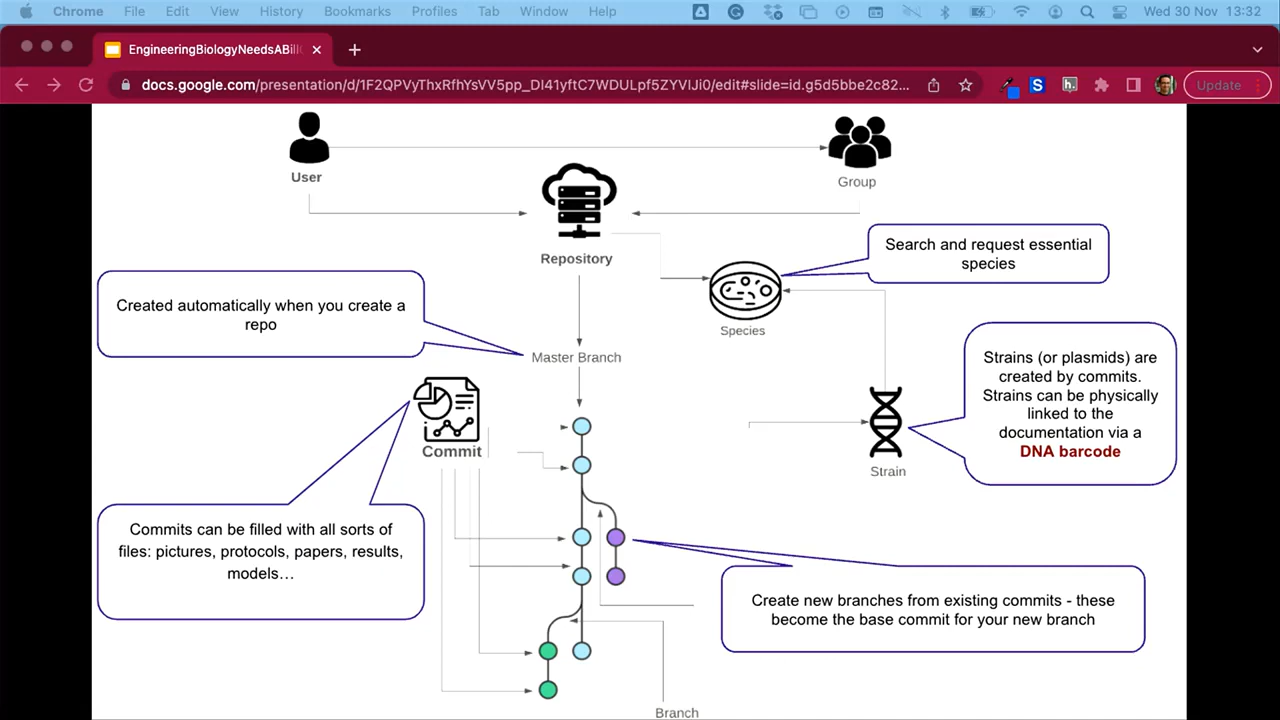 Chrome File Edit View History Bookmarks Profiles Tab Window Help Wed 30 Nov 13:32
EngineeringBiologyNeedsABill
docs.google.com/presentation/d/1F2QPVyThxRfhYsVV5pp_DI41yftC7WDULpf5ZYVIJi0/edit#slide=id.g5d5bbe2c82...
Update
User
Group
Repository
Search and request essential
species
Species
Created automatically when you create a
repo
Master Branch
Strains (or plasmids) are
created by commits.
Strains can be physically
linked to the
documentation via a
DNA barcode
Commit
Strain
Commits can be filled with all sorts of
files: pictures, protocols, papers, results,
models…
Create new branches from existing commits - these
become the base commit for your new branch
Branch